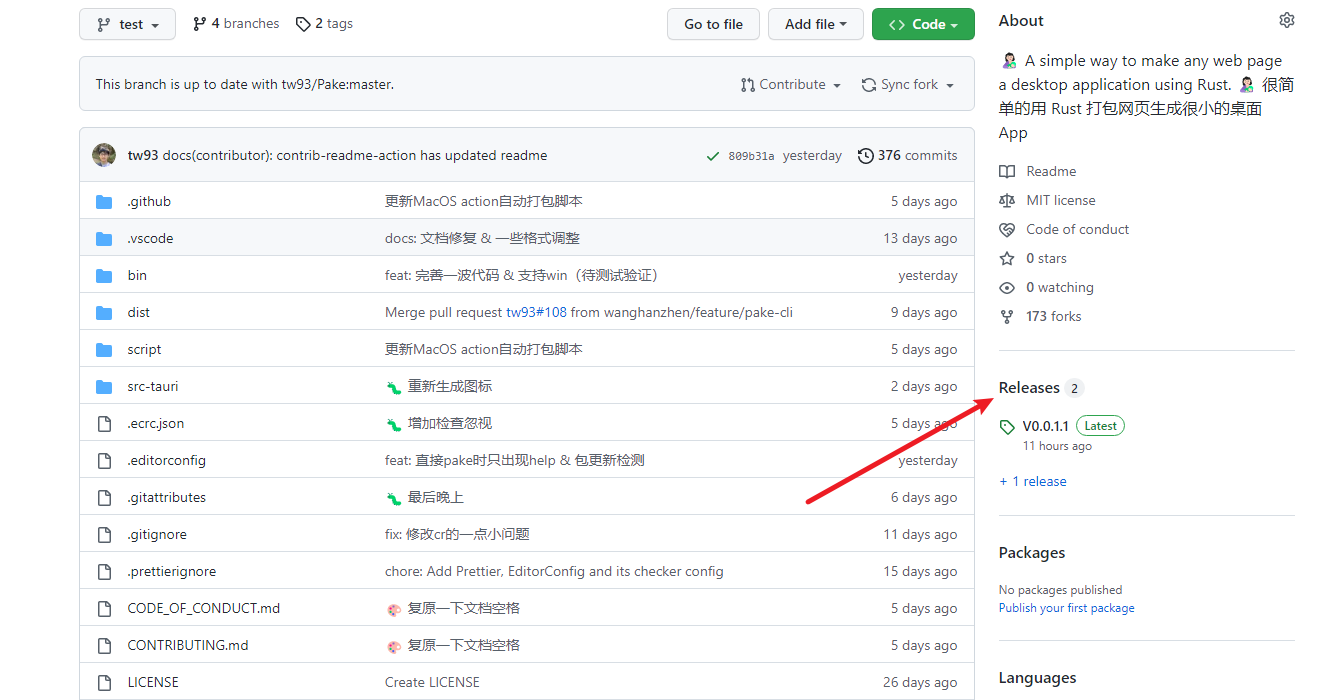 test
4 branches
2 tags
Go to file
Add file
Code
This branch is up to date with tw93/Pake:master.
Contribute
Sync fork
tw93 docs(contributor): contrib-readme-action has updated readme
809b31a yesterday
376 commits
.github 更新MacOS action自动打包脚本 5 days ago
.vscode docs: 文档修复 & 一些格式调整 13 days ago
bin feat: 完善一波代码 & 支持win（待测试验证） yesterday
dist Merge pull request tw93#108 from wanghanzhen/feature/pake-cli 9 days ago
script 更新MacOS action自动打包脚本 5 days ago
src-tauri 🐛 重新生成图标 2 days ago
.ecrc.json 🐛 增加检查忽视 5 days ago
.editorconfig feat: 直接pake时只出现help & 包更新检测 yesterday
.gitattributes 🐛 最后晚上 6 days ago
.gitignore fix: 修改cr的一点小问题 11 days ago
.prettierignore chore: Add Prettier, EditorConfig and its checker config 15 days ago
CODE_OF_CONDUCT.md 🎨 复原一下文档空格 5 days ago
CONTRIBUTING.md 🎨 复原一下文档空格 5 days ago
LICENSE Create LICENSE 26 days ago
About
🤱🏻 A simple way to make any web page
a desktop application using Rust. 🤱🏻 很简
单的用 Rust 打包网页生成很小的桌面
App
Readme
MIT license
Code of conduct
0 stars
0 watching
173 forks
Releases 2
V0.0.1.1 Latest
11 hours ago
+ 1 release
Packages
No packages published
Publish your first package
Languages